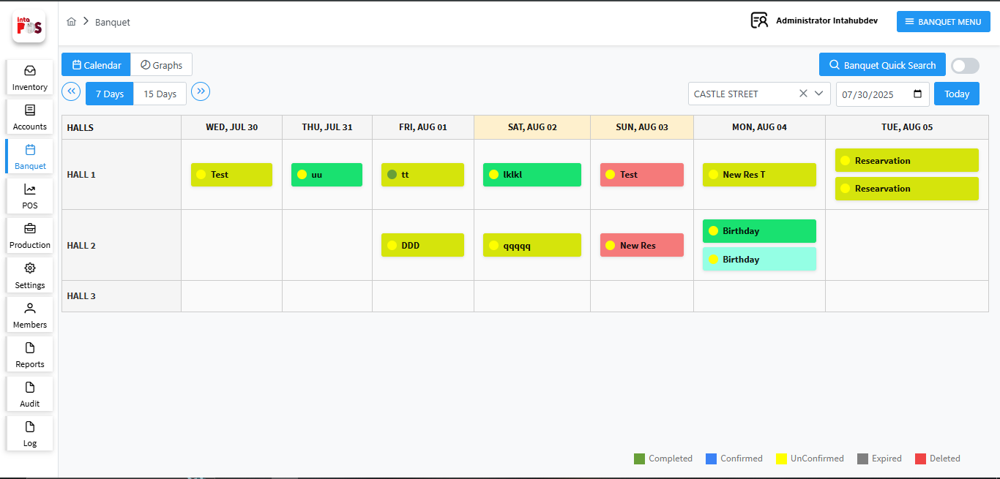 inta
POS
Banquet
Administrator Intahubdev
BANQUET MENU
Inventory
Accounts
Banquet
POS
Production
Settings
Members
Reports
Audit
Log
Calendar
Graphs
Banquet Quick Search
7 Days
15 Days
CASTLE STREET
07/30/2025
Today
HALLS WED, JUL 30 THU, JUL 31 FRI, AUG 01 SAT, AUG 02 SUN, AUG 03 MON, AUG 04 TUE, AUG 05
HALL 1 Test uu tt lklkl Test New Res T Researvation
Researvation
HALL 2 DDD qqqqq New Res Birthday
Birthday
HALL 3
Completed Confirmed UnConfirmed Expired Deleted